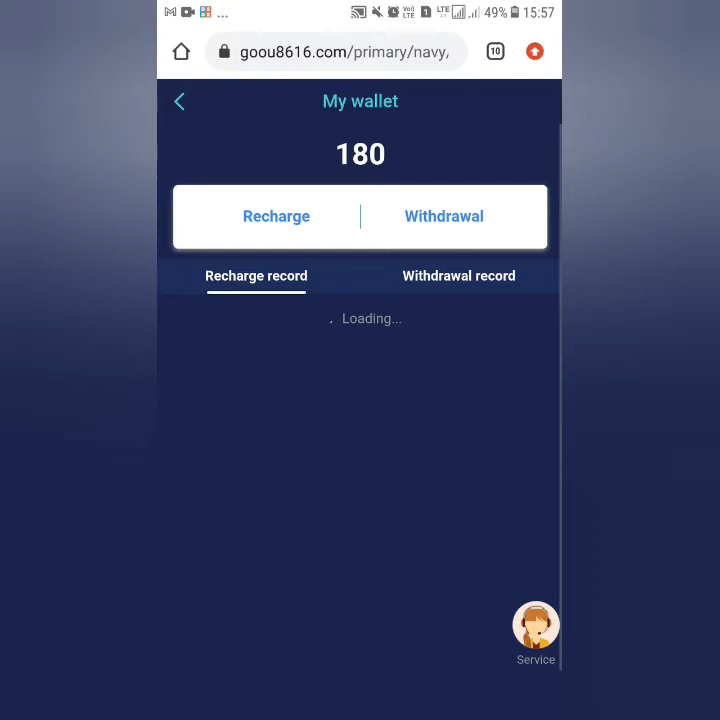 ... 49% 15:57
goou8616.com/primary/navy, 10
My wallet
180
Recharge Withdrawal
Recharge record Withdrawal record
Loading...
Service